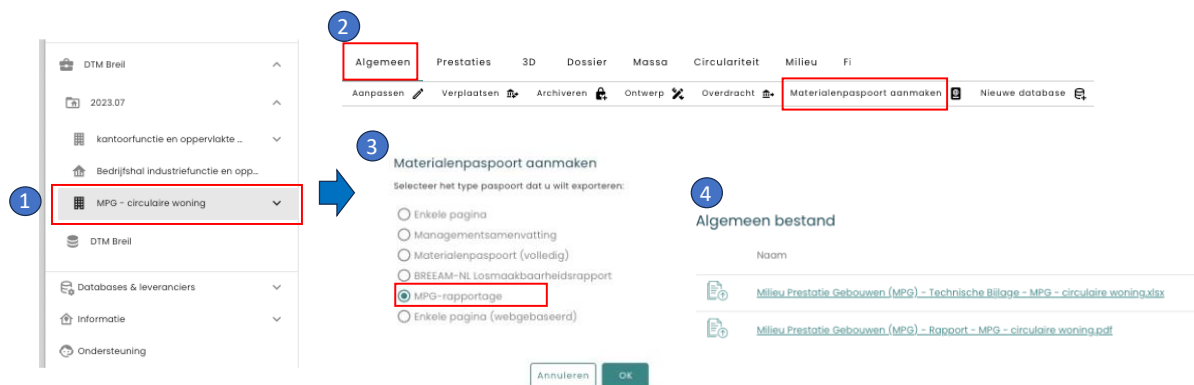 1
DTM Breil
2023.07
kantoorfunctie en oppervlakte ...
Bedrijfshal industriefunctie en opp...
MPG - circulaire woning
DTM Breil
Databases & leveranciers
Informatie
Ondersteuning
2
Algemeen Prestaties 3D Dossier Massa Circulariteit Milieu Fi
Aanpassen Verplaatsen Archiveren Ontwerp Overdracht Materialenpaspoort aanmaken Nieuwe database
3
Materialenpaspoort aanmaken
Selecteer het type paspoort dat u wilt exporteren:
Enkele pagina
Managementsamenvatting
Materialenpaspoort (volledig)
BREEAM-NL Losmaakbaarheidsrapport
MPG-rapportage
Enkele pagina (webgebaseerd)
Annuleren OK
4
Algemeen bestand
Naam
Milieu Prestatie Gebouwen (MPG) - Technische Bijlage - MPG - circulaire woning.xlsx
Milieu Prestatie Gebouwen (MPG) - Rapport - MPG - circulaire woning.pdf